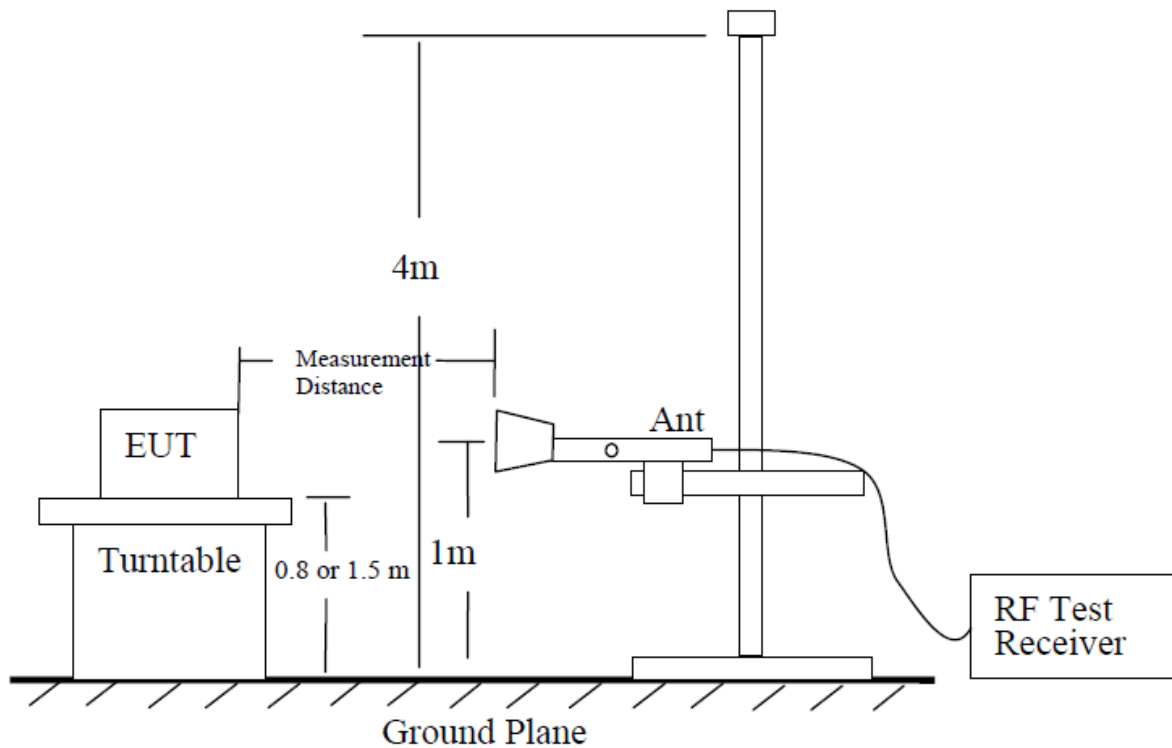 4m
Measurement
Distance
Ant
EUT
Turntable
0.8 or 1.5 m
1m
RF Test
Receiver
Ground Plane